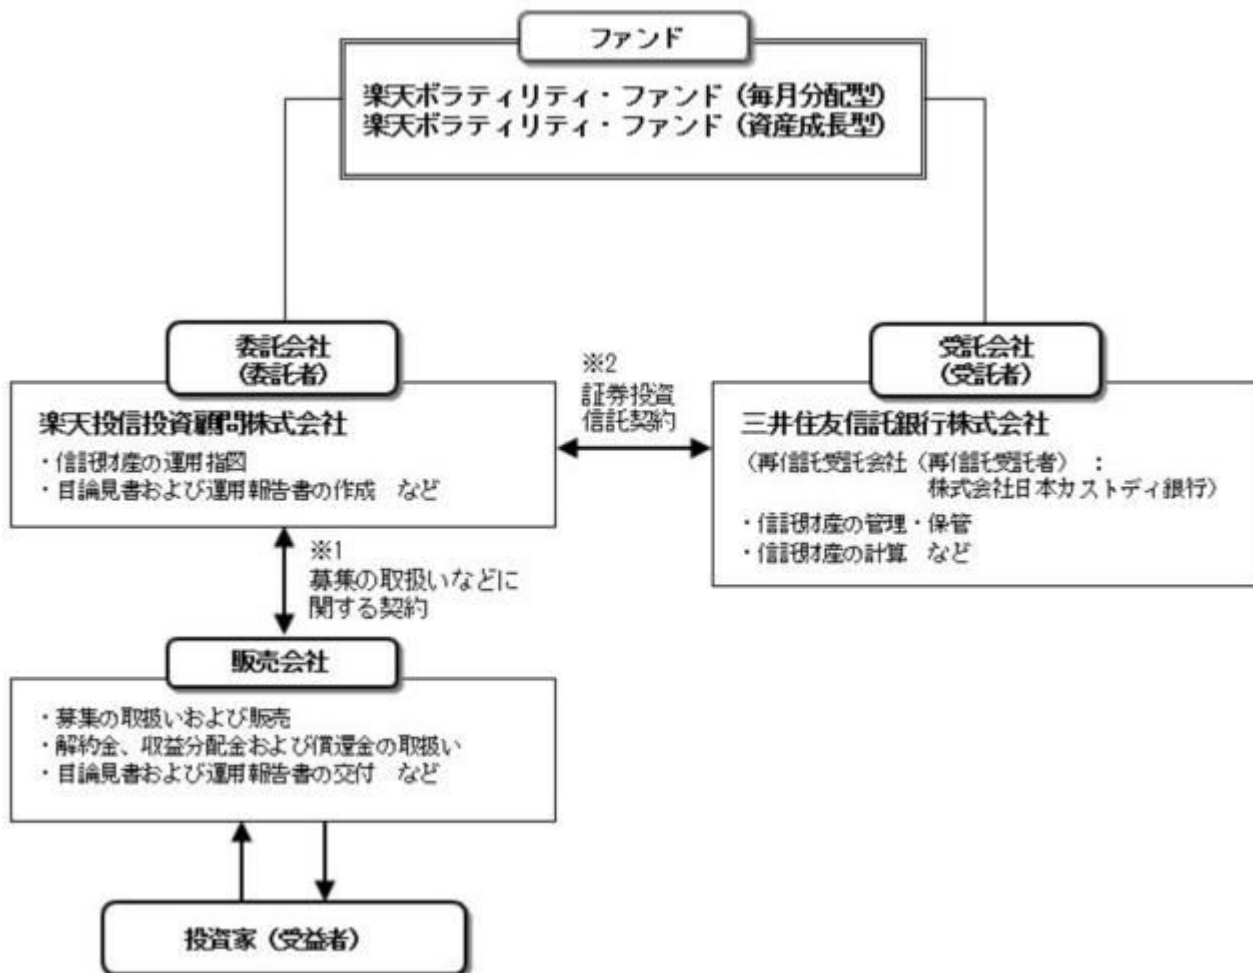 ファンド
楽天ボラティリティ・ファンド（毎月分配型）
楽天ボラティリティ・ファンド（資産成長型）
委託会社
（委託者）
楽天投信投資顧問株式会社
・信託財産の運用指図
・目論見書および運用報告書の作成　など
※2
証券投資
信託契約
受託会社
（受託者）
三井住友信託銀行株式会社
（再信託受託会社（再信託受託者）：
株式会社日本カストディ銀行）
・信託財産の管理・保管
・信託財産の計算　など
※1
募集の取扱いなどに
関する契約
販売会社
・募集の取扱いおよび販売
・解約金、収益分配金および償還金の取扱い
・目論見書および運用報告書の交付　など
投資家（受益者）